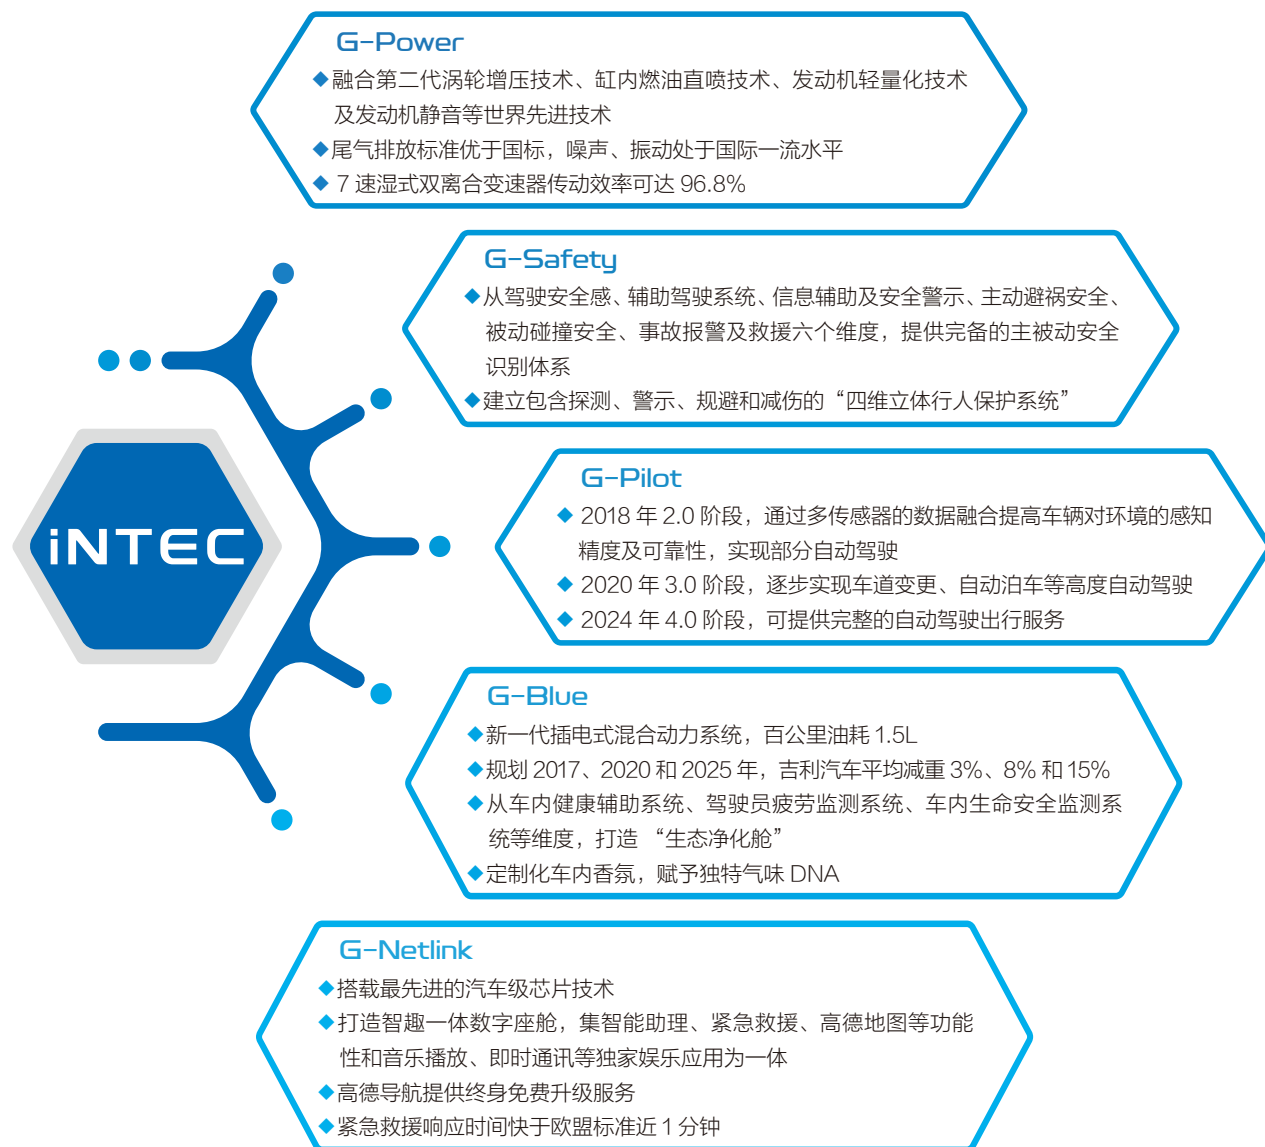 G-Power
◆融合第二代涡轮增压技术、缸内燃油直喷技术、发动机轻量化技术
及发动机静音等世界先进技术
◆尾气排放标准优于国标，噪声、振动处于国际一流水平
◆ 7 速湿式双离合变速器传动效率可达 96.8%
G-Safety
◆从驾驶安全感、辅助驾驶系统、信息辅助及安全警示、主动避祸安全、
被动碰撞安全、事故报警及救援六个维度，提供完备的主被动安全
识别体系
◆建立包含探测、警示、规避和减伤的“四维立体行人保护系统”
iNTEC
G-Pilot
◆ 2018 年 2.0 阶段，通过多传感器的数据融合提高车辆对环境的感知
精度及可靠性，实现部分自动驾驶
◆ 2020 年 3.0 阶段，逐步实现车道变更、自动泊车等高度自动驾驶
◆ 2024 年 4.0 阶段，可提供完整的自动驾驶出行服务
G-Blue
◆新一代插电式混合动力系统，百公里油耗 1.5L
◆规划 2017、2020 和 2025 年，吉利汽车平均减重 3%、8% 和 15%
◆从车内健康辅助系统、驾驶员疲劳监测系统、车内生命安全监测系
统等维度，打造 “生态净化舱”
◆定制化车内香氛，赋予独特气味 DNA
G-Netlink
◆搭载最先进的汽车级芯片技术
◆打造智趣一体数字座舱，集智能助理、紧急救援、高德地图等功能
性和音乐播放、即时通讯等独家娱乐应用为一体
◆高德导航提供终身免费升级服务
◆紧急救援响应时间快于欧盟标准近 1 分钟